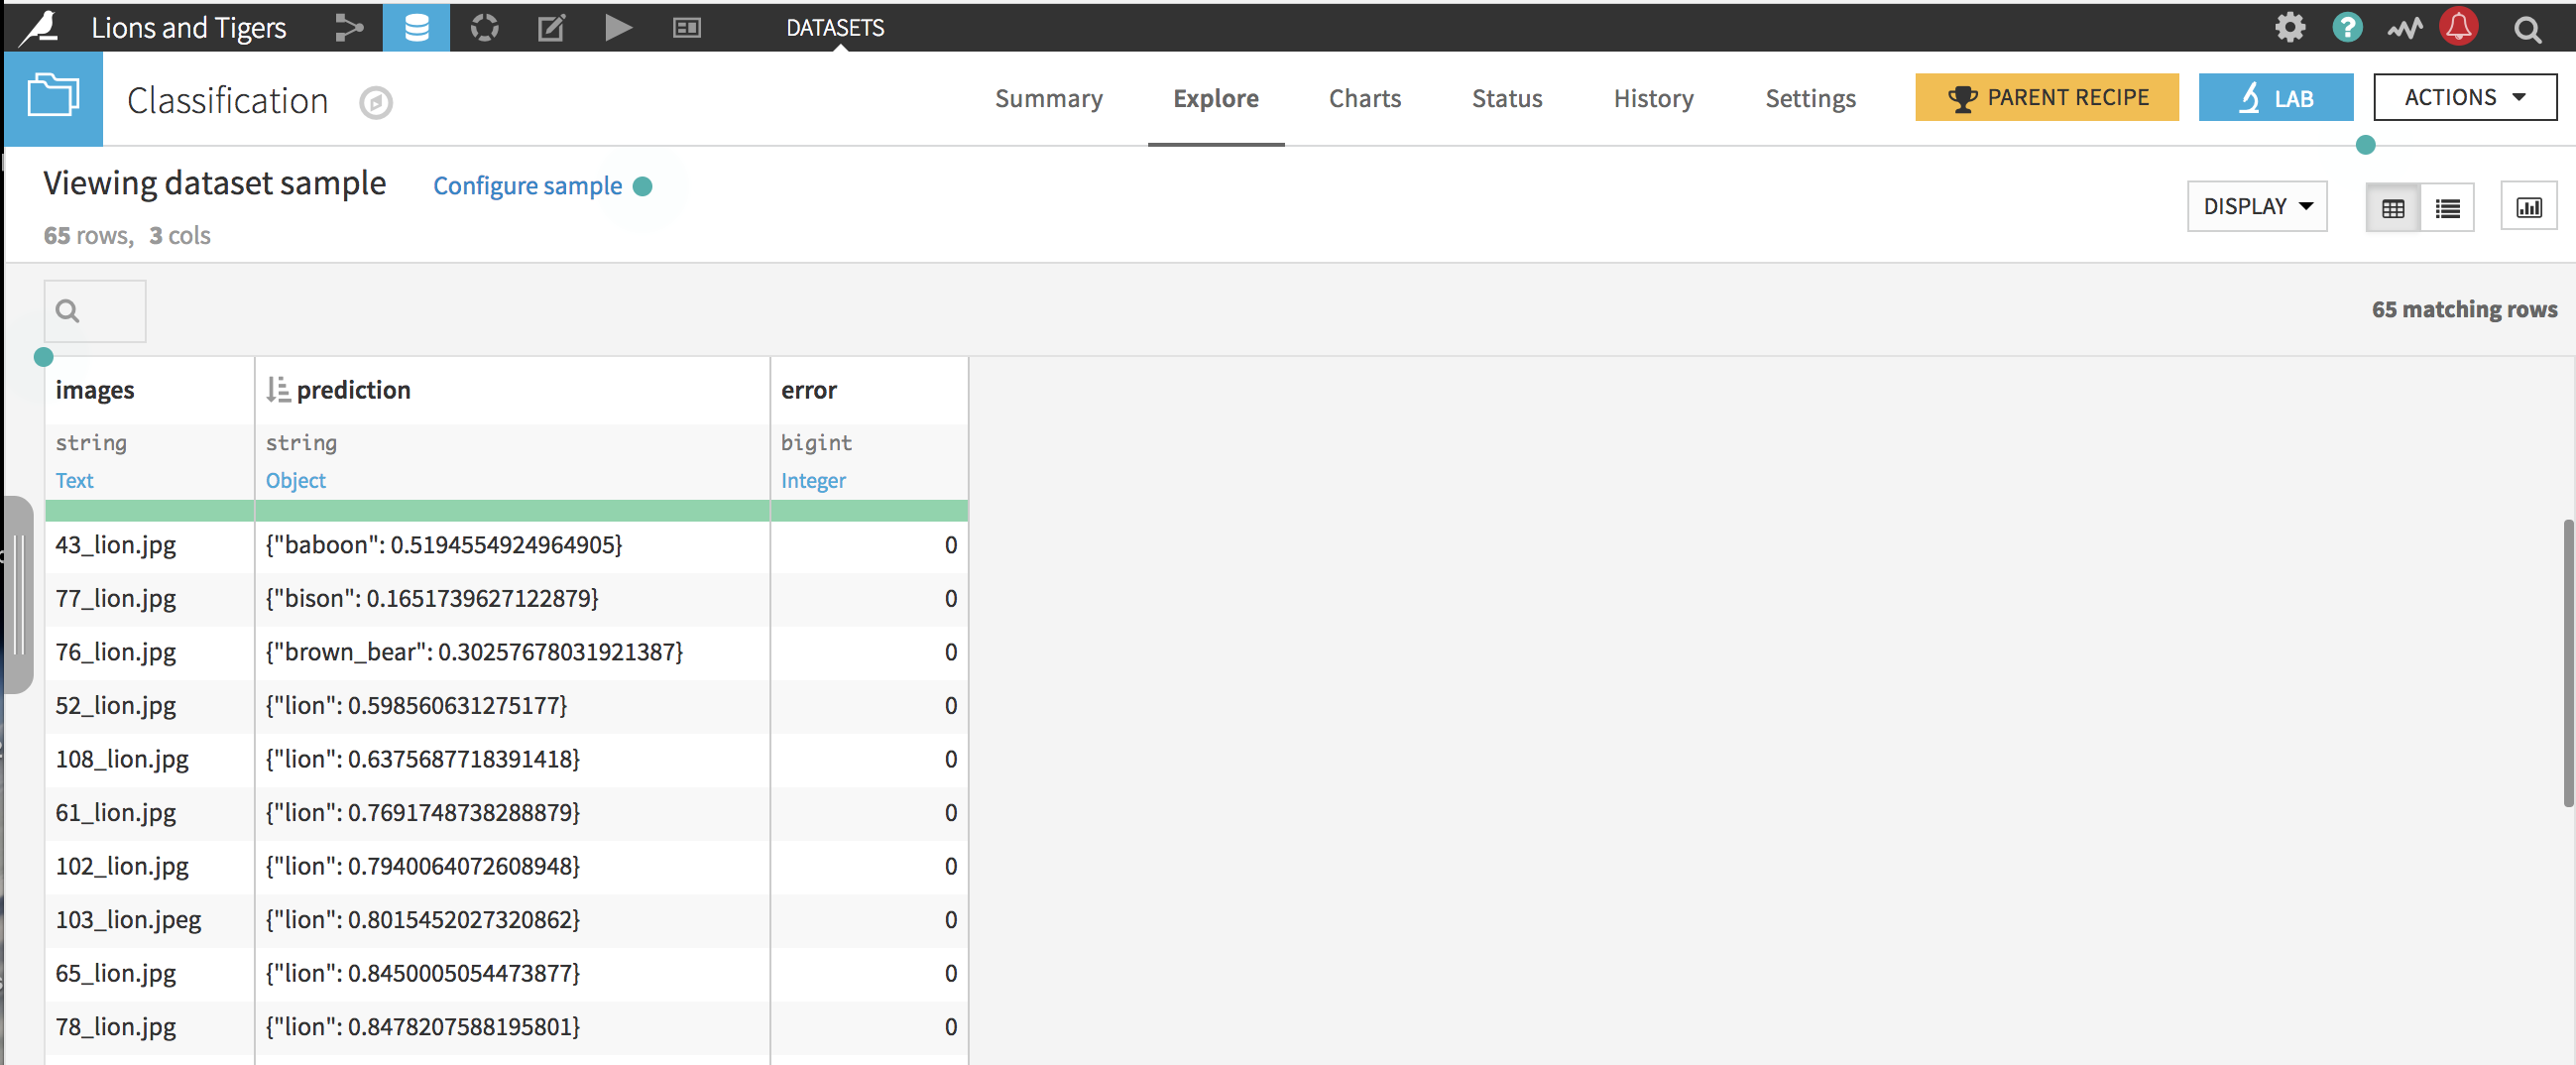 Lions and Tigers DATASETS ?
Classification Summary Explore Charts Status History Settings PARENT RECIPE LAB ACTIONS
Viewing dataset sample Configure sample DISPLAY
65 rows, 3 cols
65 matching rows
images prediction error
string string bigint
Text Object Integer
43_lion.jpg {"baboon": 0.5194554924964905} 0
77_lion.jpg {"bison": 0.1651739627122879} 0
76_lion.jpg {"brown_bear": 0.30257678031921387} 0
52_lion.jpg {"lion": 0.598560631275177} 0
108_lion.jpg {"lion": 0.6375687718391418} 0
61_lion.jpg {"lion": 0.7691748738288879} 0
102_lion.jpg {"lion": 0.7940064072608948} 0
103_lion.jpeg {"lion": 0.8015452027320862} 0
65_lion.jpg {"lion": 0.8450005054473877} 0
78_lion.jpg {"lion": 0.8478207588195801} 0